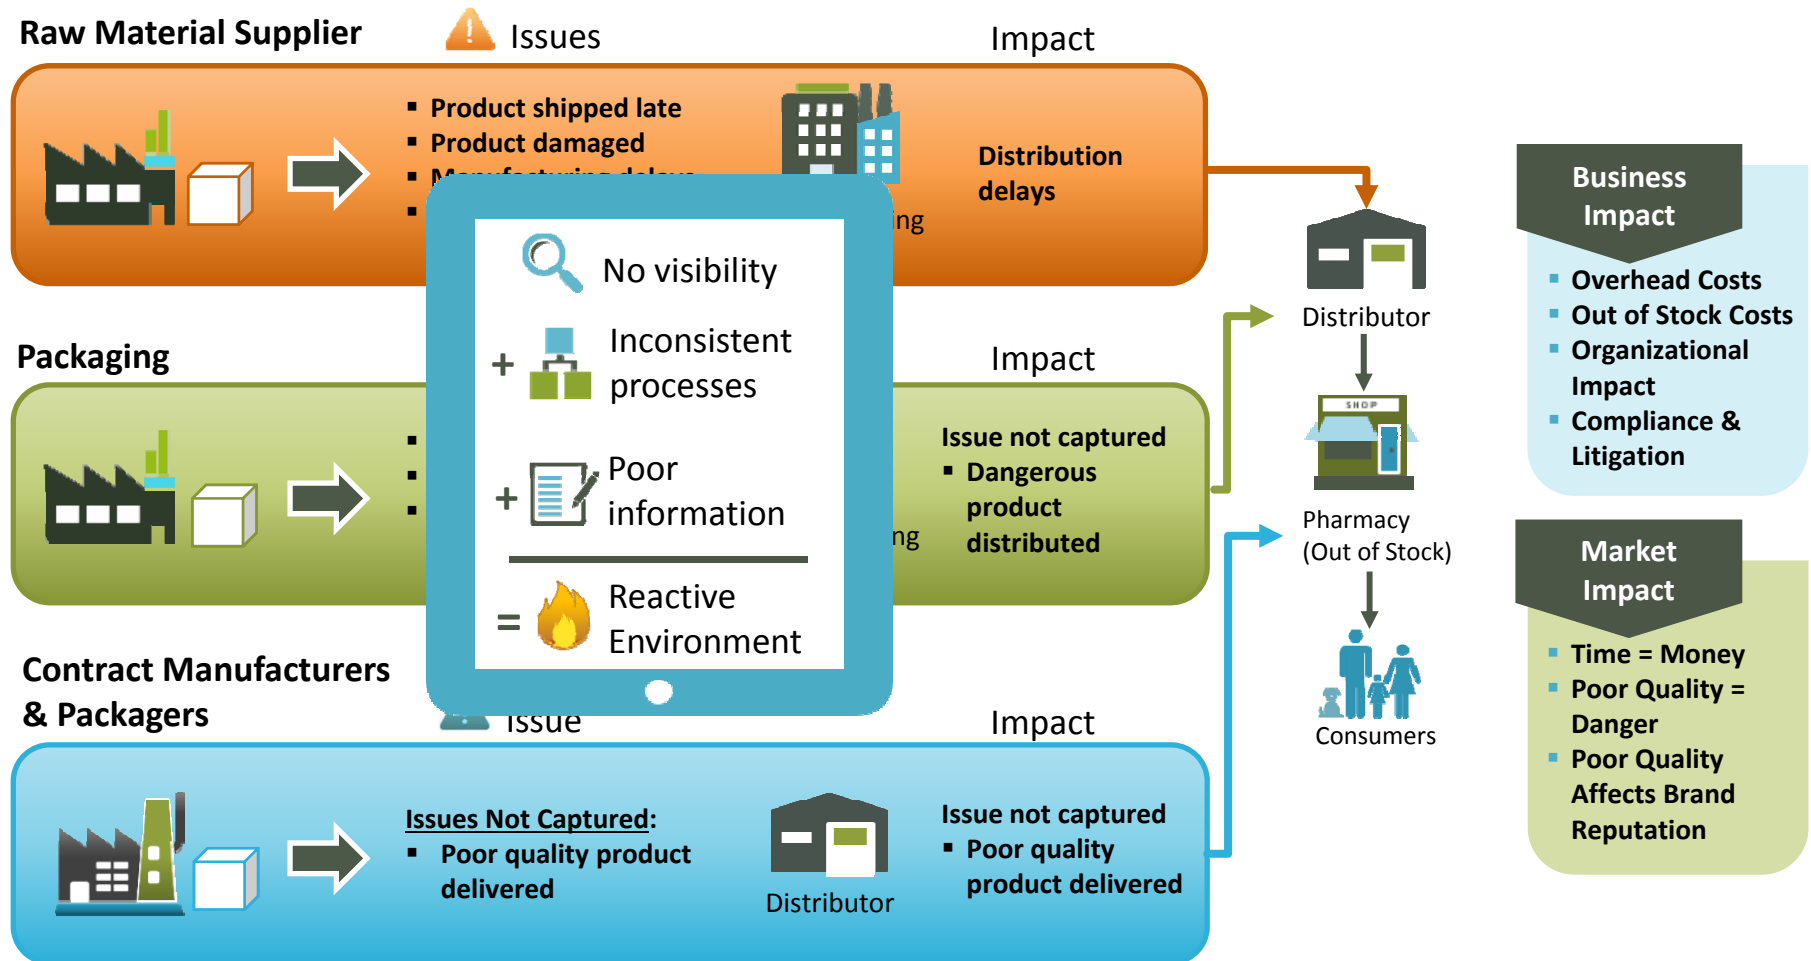 Raw Material Supplier
Issues
Impact
▪ Product shipped late
▪ Product damaged
▪ Manufacturing delays
▪
Distribution
delays
Packaging
Impact
▪
▪
▪
Issue not captured
▪ Dangerous
product
distributed
No visibility
+ Inconsistent
processes
+ Poor
information
= Reactive
Environment
Contract Manufacturers
& Packagers
Issue
Impact
Issues Not Captured:
▪ Poor quality product
delivered
Distributor
Issue not captured
▪ Poor quality
product delivered
Distributor
SHOP
Pharmacy
(Out of Stock)
Consumers
Business
Impact
▪ Overhead Costs
▪ Out of Stock Costs
▪ Organizational
Impact
▪ Compliance &
Litigation
Market
Impact
▪ Time = Money
▪ Poor Quality =
Danger
▪ Poor Quality
Affects Brand
Reputation